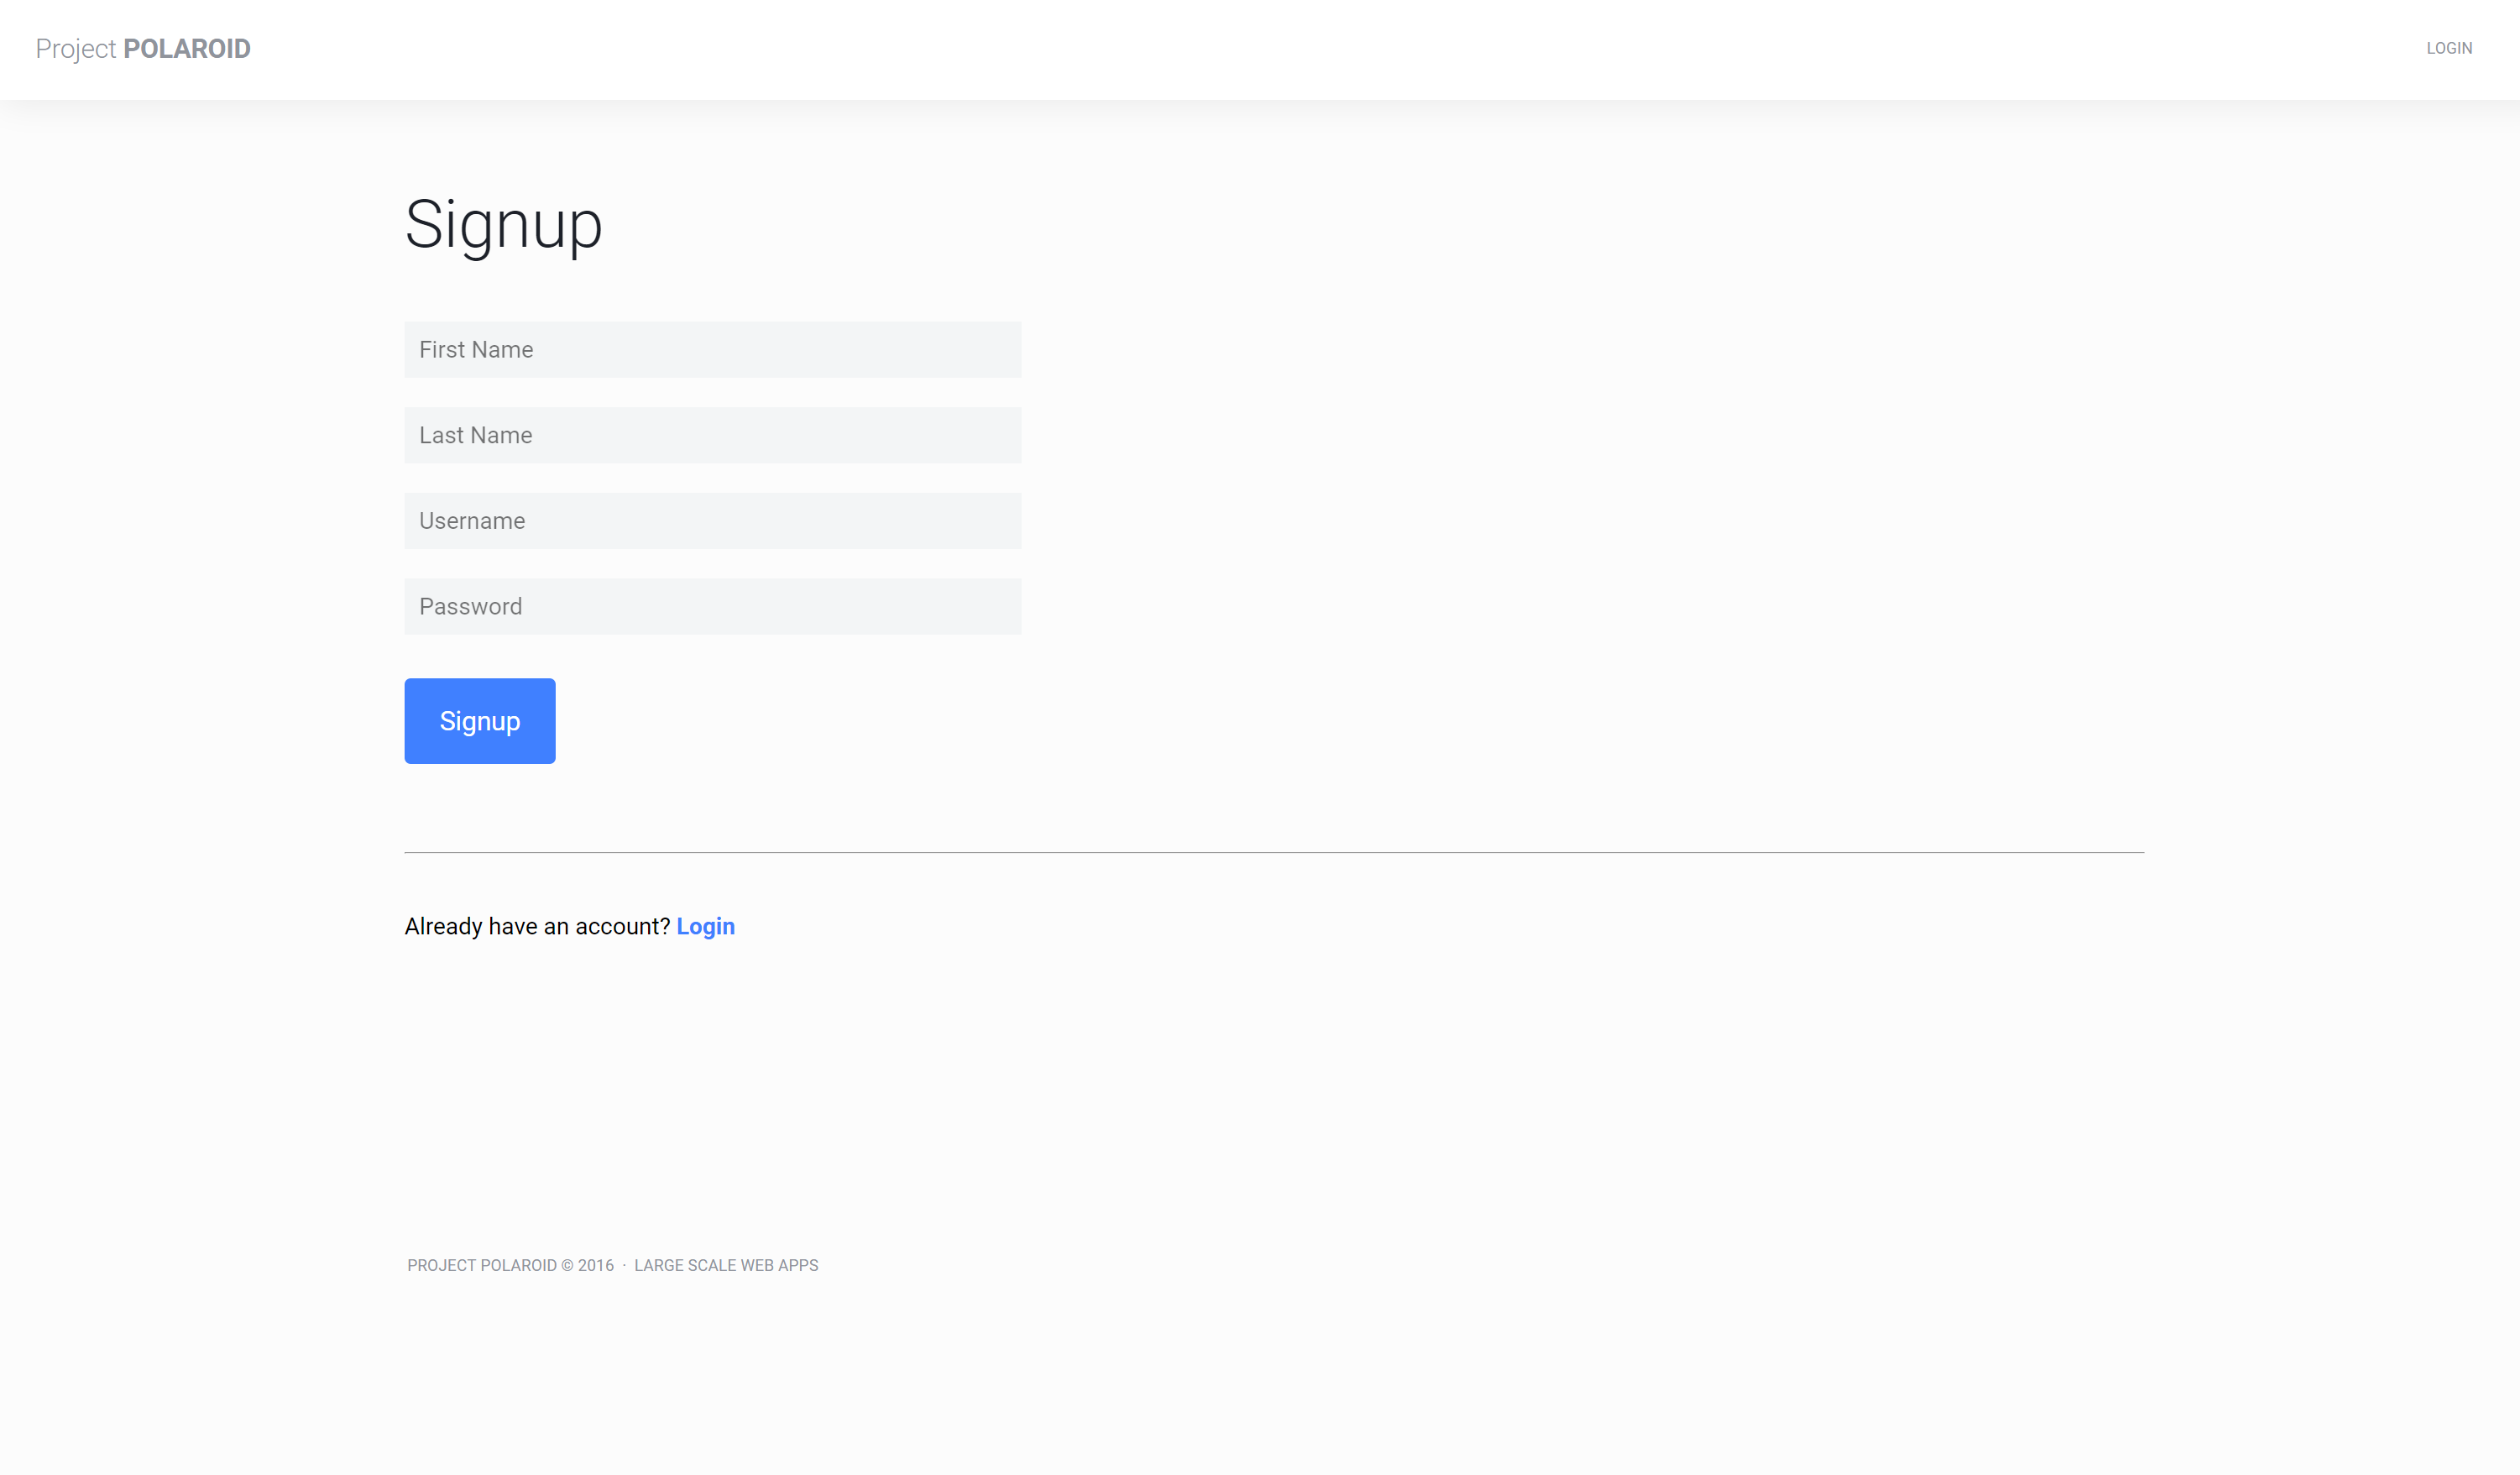 Project POLAROID
LOGIN
Signup
First Name
Last Name
Username
Password
Signup
Already have an account? Login
PROJECT POLAROID © 2016 · LARGE SCALE WEB APPS